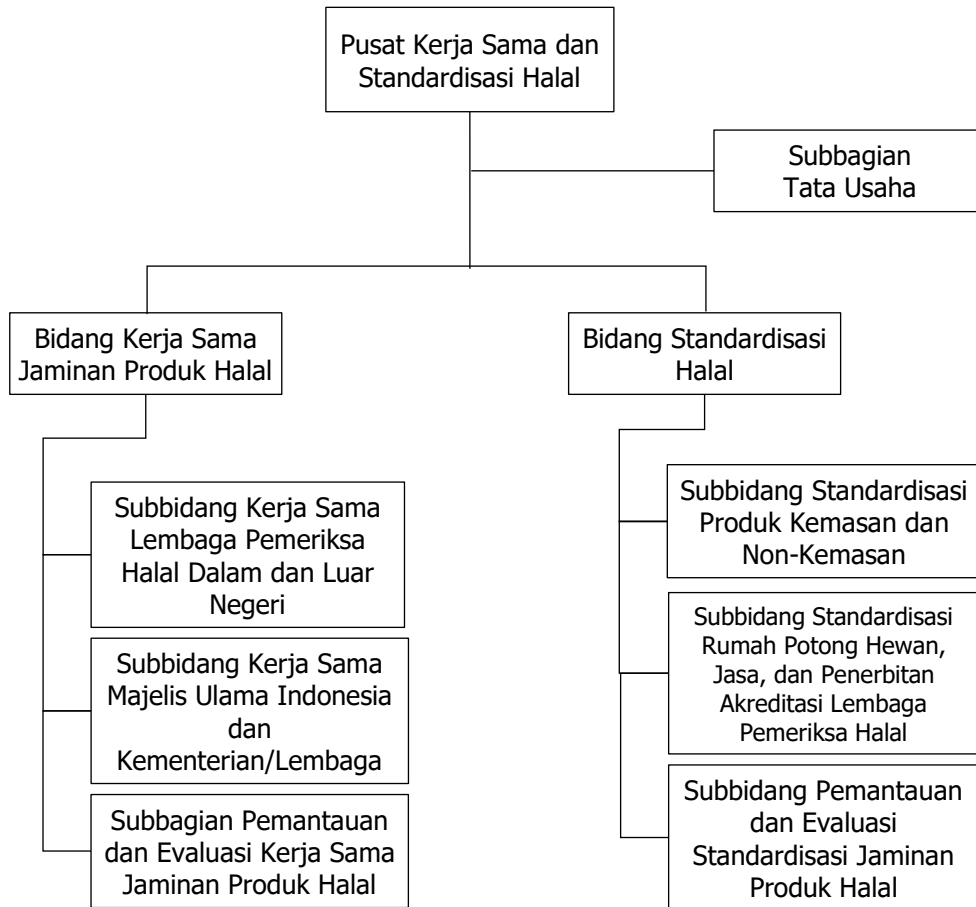 Pusat Kerja Sama dan
Standardisasi Halal
Subbagian
Tata Usaha
Bidang Kerja Sama
Jaminan Produk Halal
Bidang Standardisasi
Halal
Subbidang Kerja Sama
Lembaga Pemeriksa
Halal Dalam dan Luar
Negeri
Subbidang Kerja Sama
Majelis Ulama Indonesia
dan
Kementerian/Lembaga
Subbagian Pemantauan
dan Evaluasi Kerja Sama
Jaminan Produk Halal
Subbidang Standardisasi
Produk Kemasan dan
Non-Kemasan
Subbidang Standardisasi
Rumah Potong Hewan,
Jasa, dan Penerbitan
Akreditasi Lembaga
Pemeriksa Halal
Subbidang Pemantauan
dan Evaluasi
Standardisasi Jaminan
Produk Halal